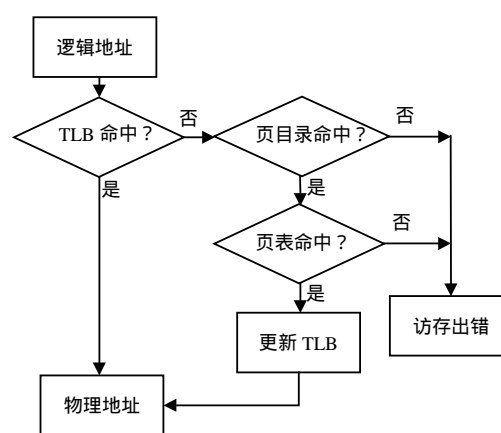 逻辑地址
TLB 命中？
否
页目录命中？
否
是
是
页表命中？
否
是
更新 TLB
访存出错
物理地址